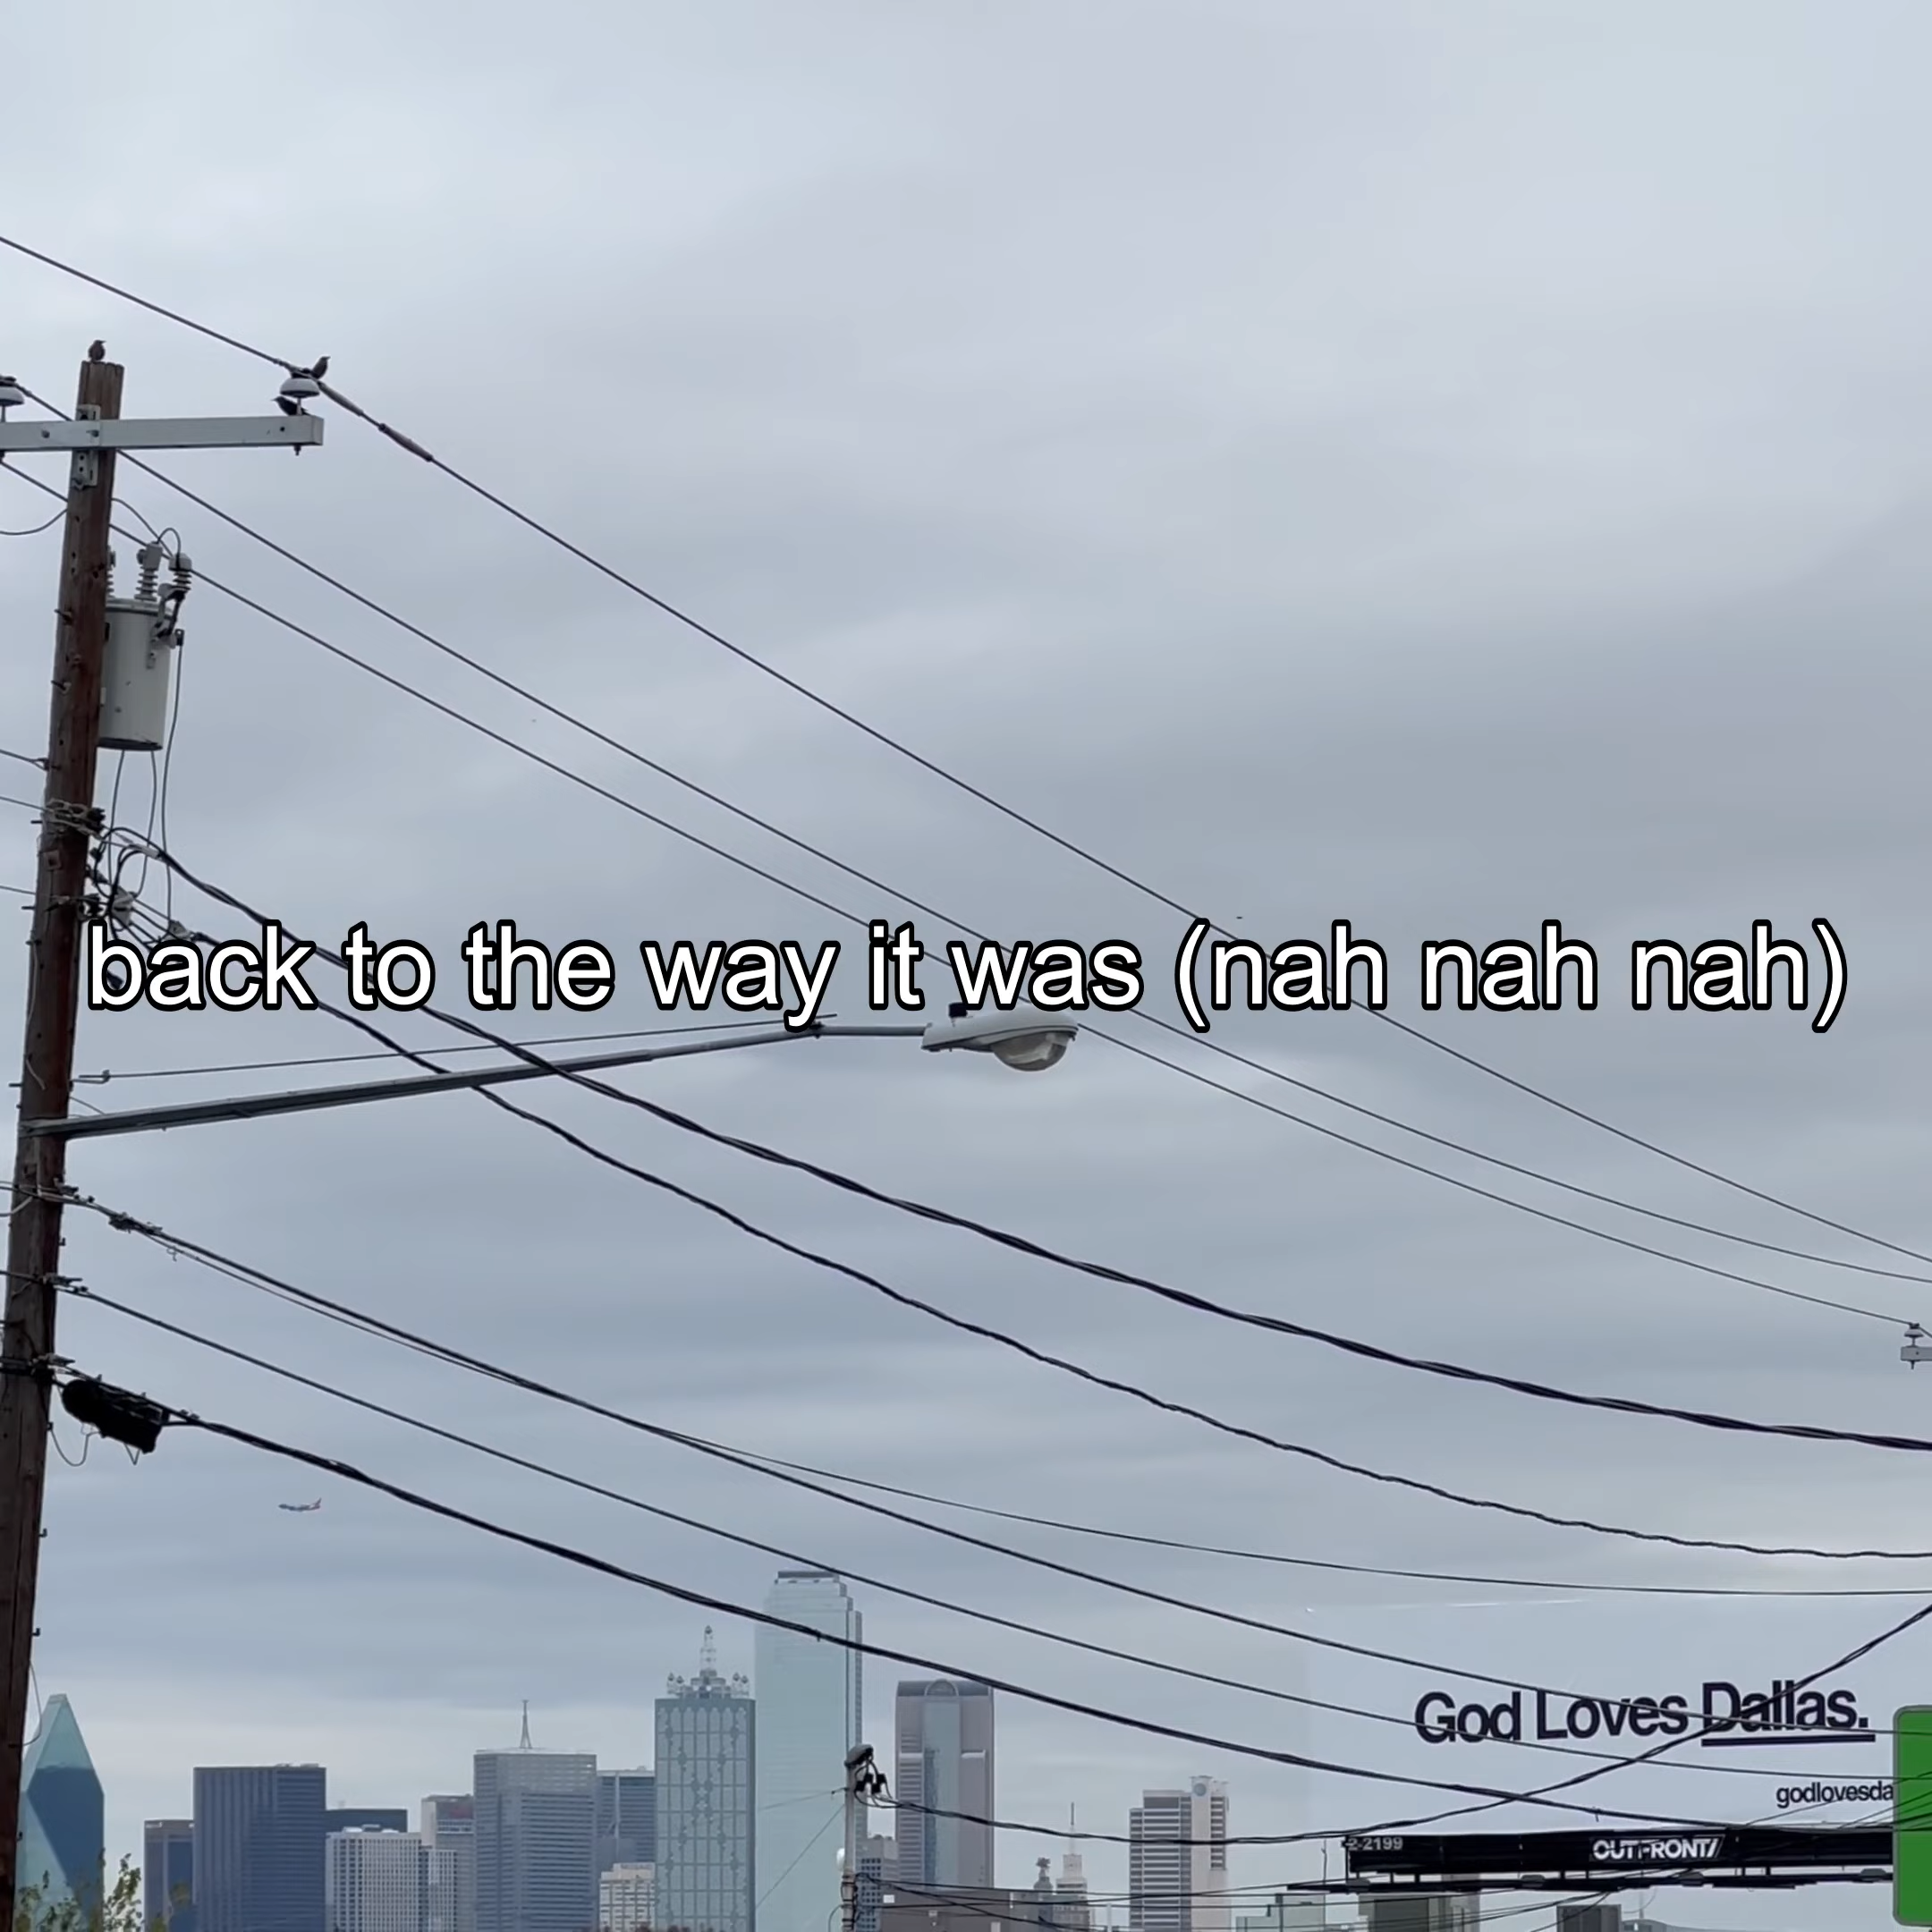 back to the way it was (nah nah nah)
God Loves Dallas.
godlovesda
2-2199
OUTFRONT/